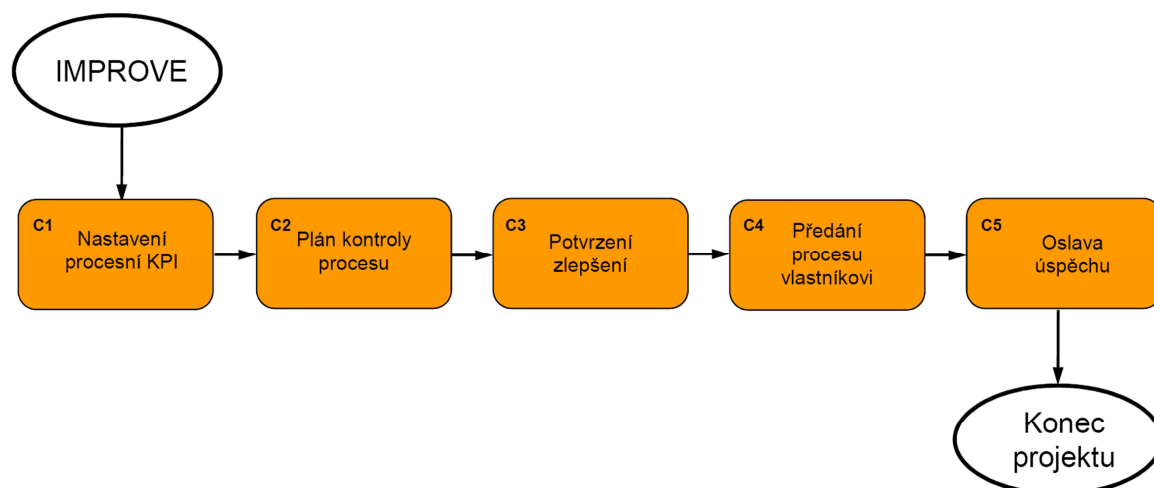 IMPROVE
C1
Nastavení
procesní KPI
C2
Plán kontroly
procesu
C3
Potvrzení
zlepšení
C4
Předání
procesu
vlastníkovi
C5
Oslava
úspěchu
Konec
projektu